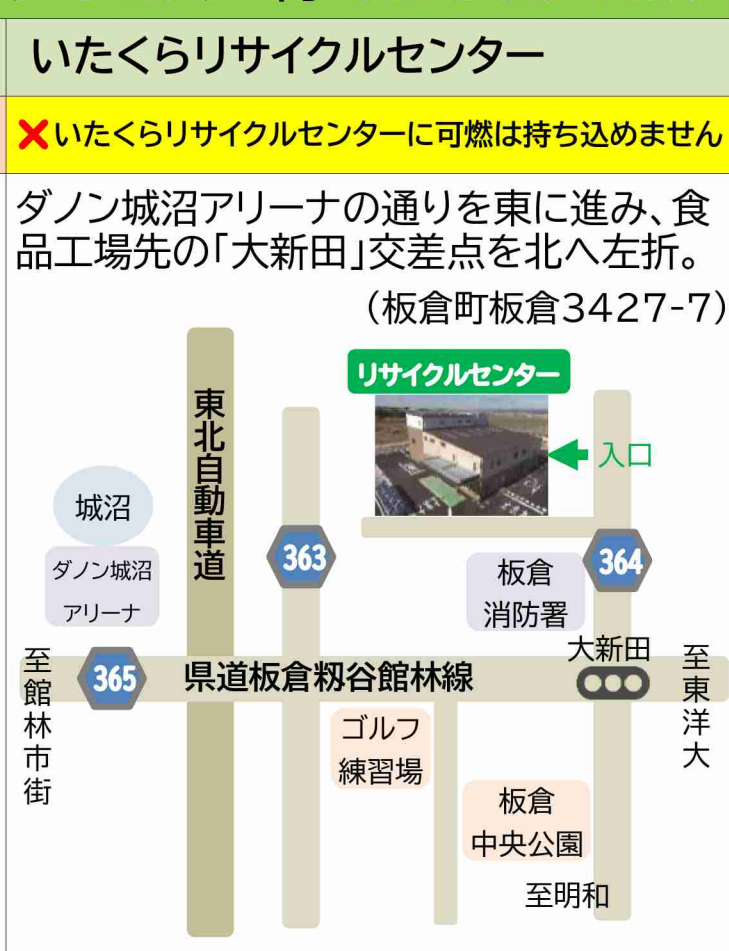 いたくらリサイクルセンター
❌いたくらリサイクルセンターに可燃は持ち込めません
ダノン城沼アリーナの通りを東に進み、食
品工場先の「大新田」交差点を北へ左折。
(板倉町板倉3427-7)
リサイクルセンター
東北自動車道
入口
城沼
363
364
ダノン城沼
アリーナ
板倉
消防署
大新田
至館林市街
365
県道板倉籾谷館林線
至東洋大
ゴルフ
練習場
板倉
中央公園
至明和